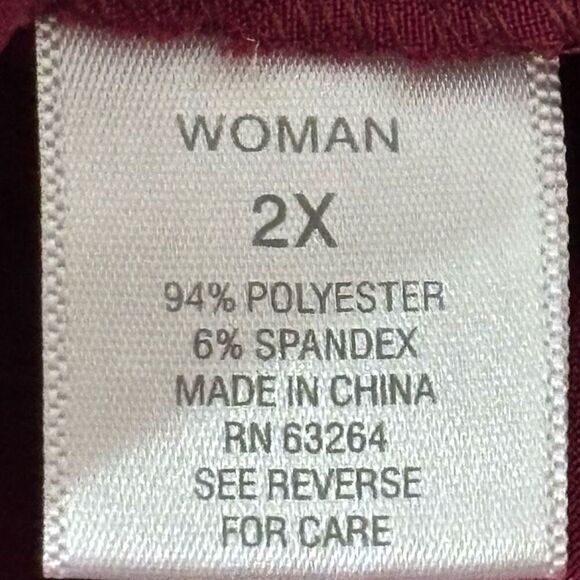 WOMAN
2X
94% POLYESTER
6% SPANDEX
MADE IN CHINA
RN 63264
SEE REVERSE
FOR CARE